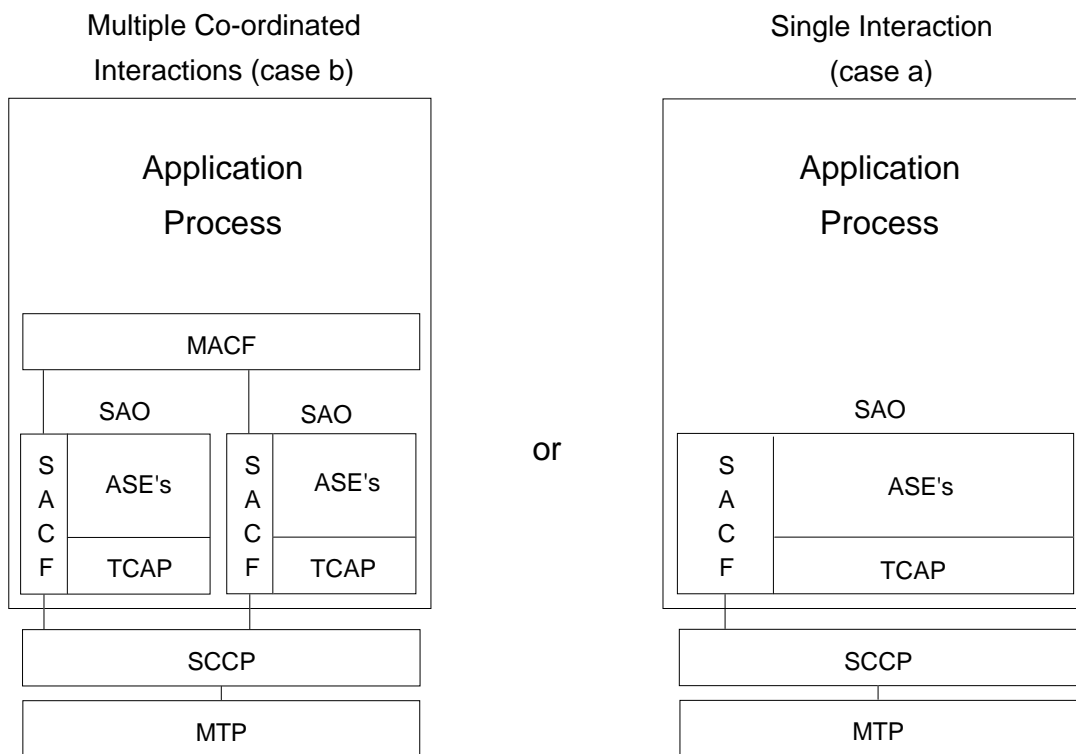 Multiple Co-ordinated
Interactions (case b)
Application
Process
MACF
SAO
SAO
S
A
C
F
ASE's
TCAP
S
A
C
F
ASE's
TCAP
SCCP
MTP
or
Single Interaction
(case a)
Application
Process
SAO
S
A
C
F
ASE's
TCAP
SCCP
MTP